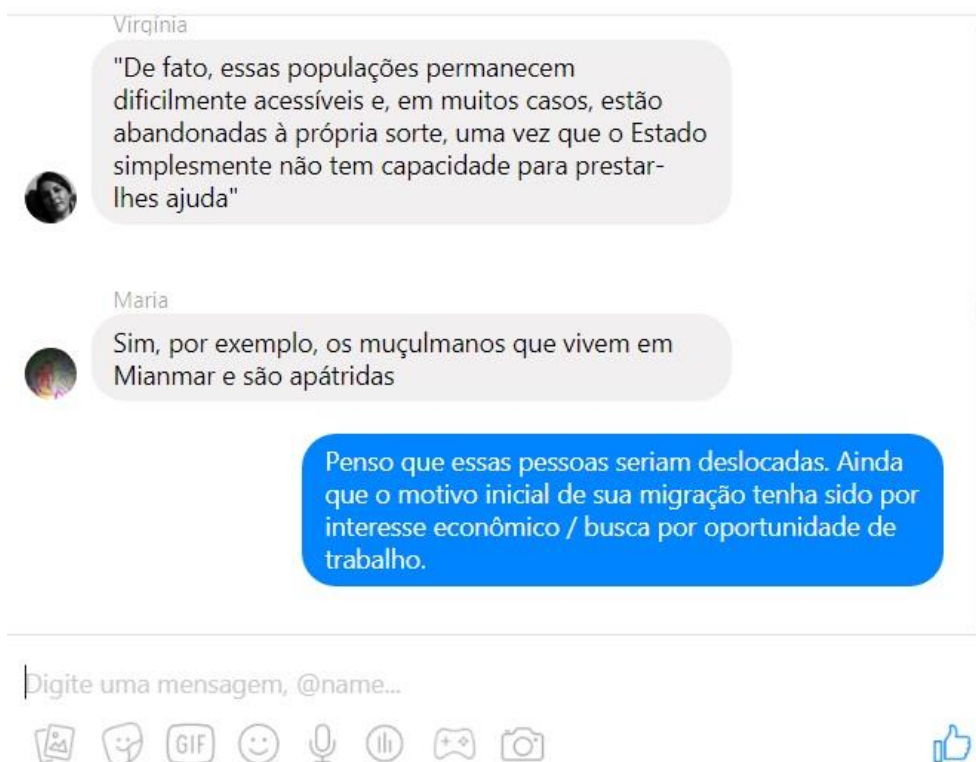 Virgínia
"De fato, essas populações permanecem
dificilmente acessíveis e, em muitos casos, estão
abandonadas à própria sorte, uma vez que o Estado
simplesmente não tem capacidade para prestar-
lhes ajuda"
Maria
Sim, por exemplo, os muçulmanos que vivem em
Mianmar e são apátridas
Penso que essas pessoas seriam deslocadas. Ainda
que o motivo inicial de sua migração tenha sido por
interesse econômico / busca por oportunidade de
trabalho.
Digite uma mensagem, @name...
GIF